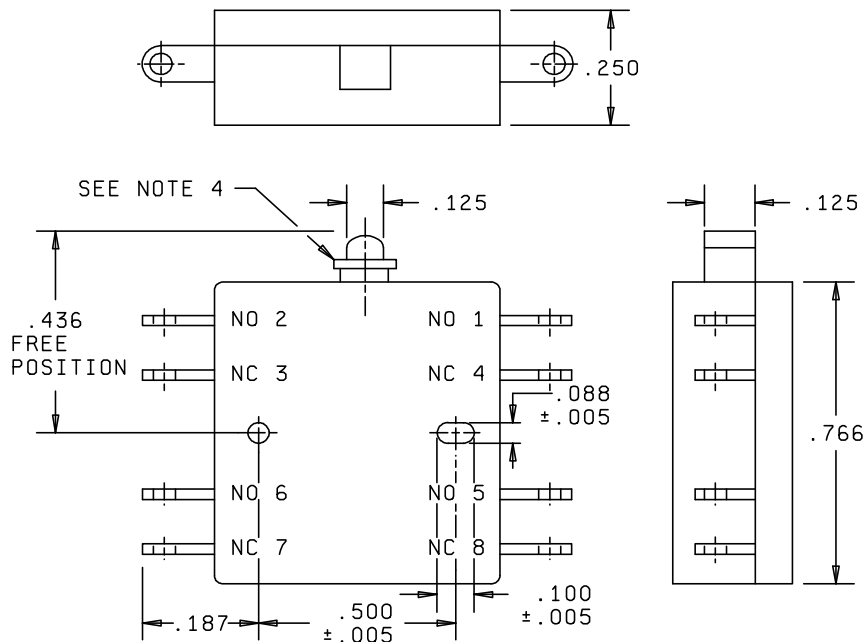 .250
SEE NOTE 4
.125
.125
.436
FREE
POSITION
NO 2
NO 1
NC 3
NC 4
.088
±.005
.766
NO 6
NO 5
NC 7
NC 8
.187
.500
±.005
.100
±.005